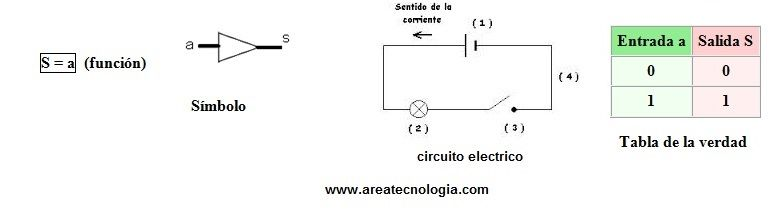 S = a (función)
a
s
Símbolo
Sentido de la
corriente
( 1 )
( 2 )
( 3 )
( 4 )
circuito electrico
Entrada a Salida S
0 0
1 1
Tabla de la verdad
www.areatecnologia.com